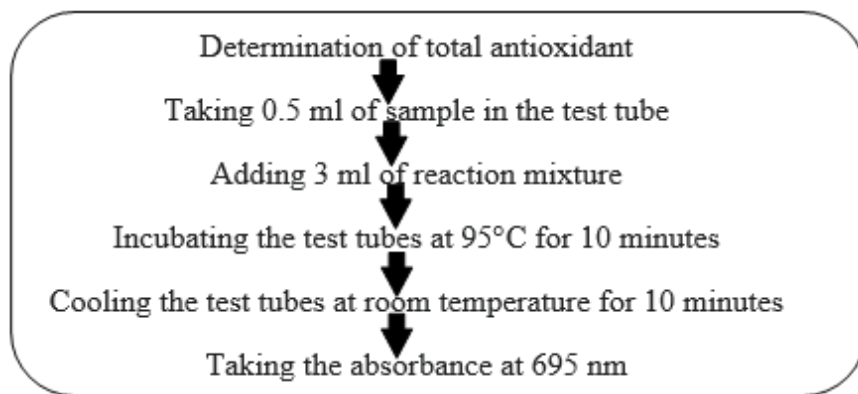 Determination of total antioxidant
Taking 0.5 ml of sample in the test tube
Adding 3 ml of reaction mixture
Incubating the test tubes at 95°C for 10 minutes
Cooling the test tubes at room temperature for 10 minutes
Taking the absorbance at 695 nm